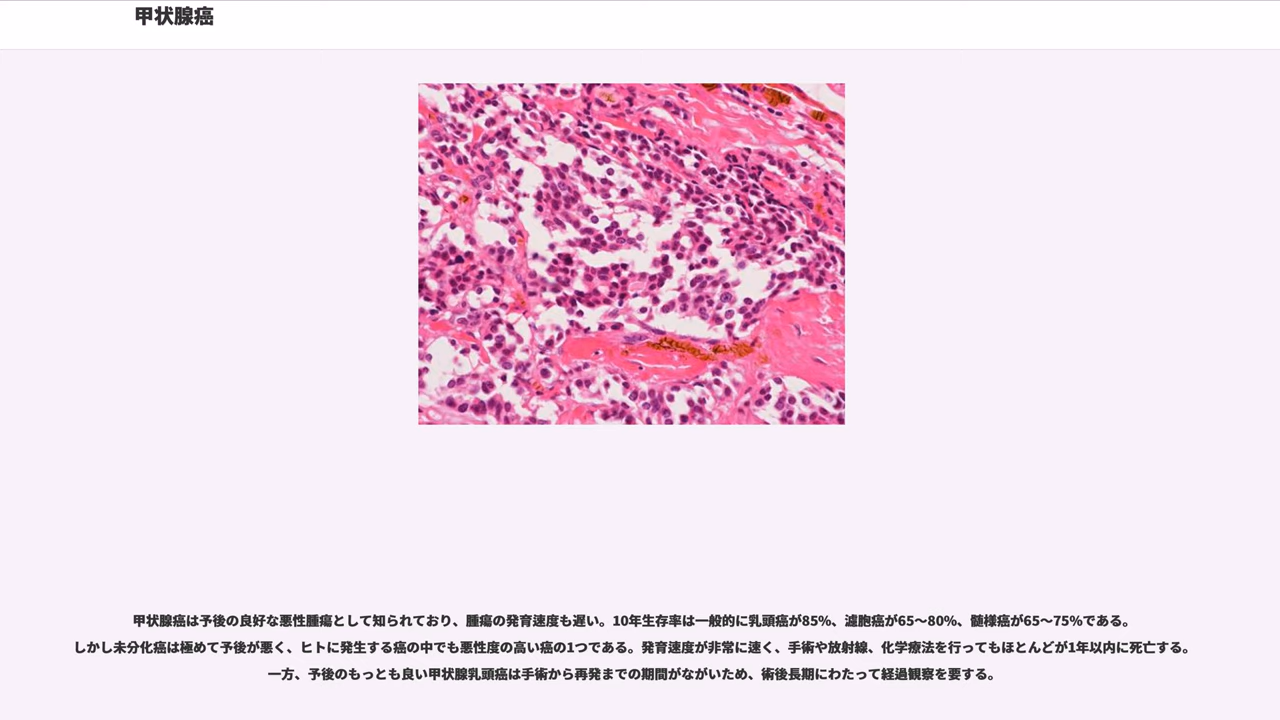 甲状腺癌
甲状腺癌は予後の良好な悪性腫瘍として知られており、腫瘍の発育速度も遅い。10年生存率は一般的に乳頭癌が85%、濾胞癌が65〜80%、髄様癌が65〜75%である。
しかし未分化癌は極めて予後が悪く、ヒトに発生する癌の中でも悪性度の高い癌の1つである。発育速度が非常に速く、手術や放射線、化学療法を行ってもほとんどが1年以内に死亡する。
一方、予後のもっとも良い甲状腺乳頭癌は手術から再発までの期間がながいため、術後長期にわたって経過観察を要する。